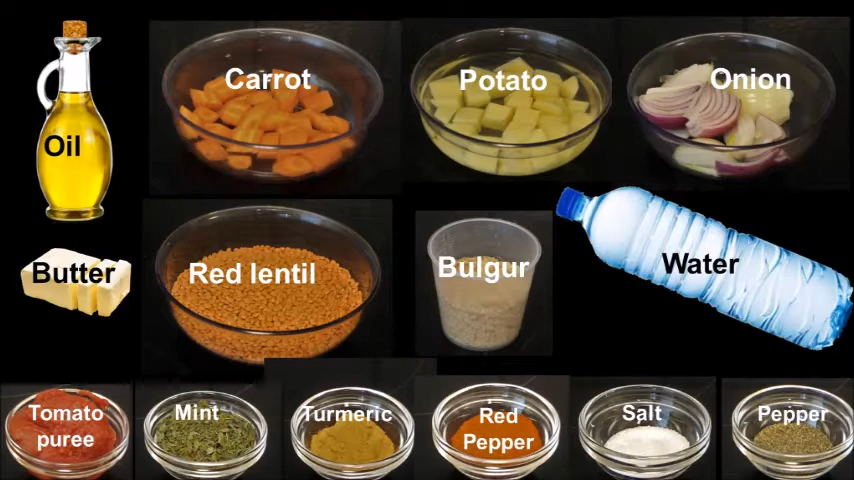 Carrot
Potato
Onion
Oil
Butter
Red lentil
Bulgur
Water
Tomato
puree
Mint
Turmeric
Red
Pepper
Salt
Pepper